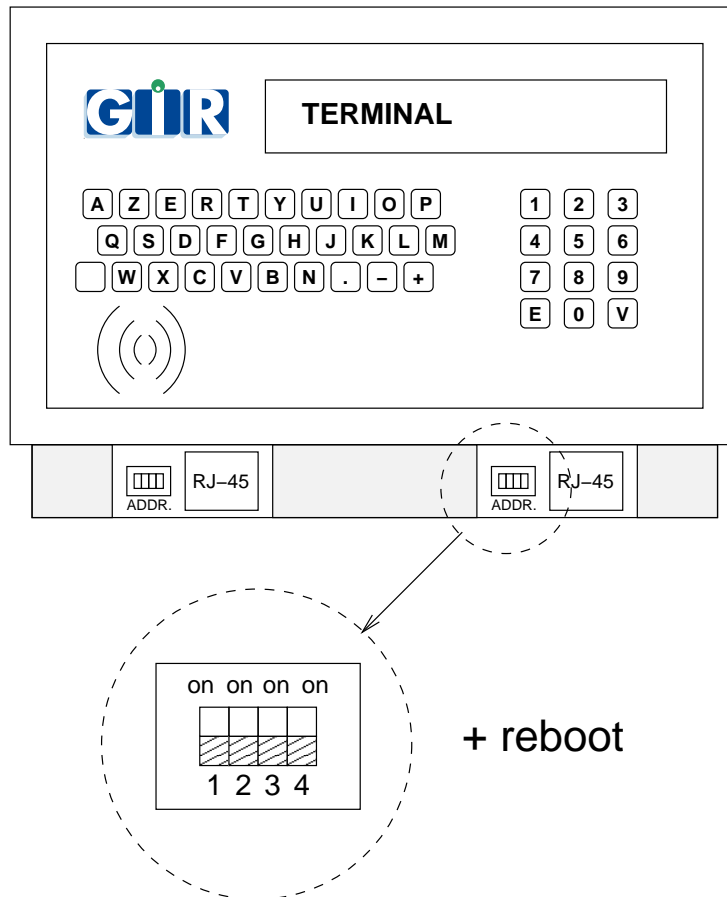 GIR
TERMINAL
A Z E R T Y U I O P
Q S D F G H J K L M
W X C V B N . – +
1 2 3
4 5 6
7 8 9
E 0 V
ADDR.
RJ–45
ADDR.
RJ–45
on on on on
1 2 3 4
+ reboot